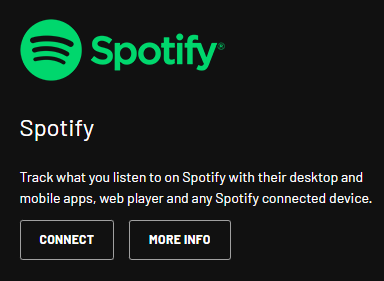 Spotify®
Spotify
Track what you listen to on Spotify with their desktop and
mobile apps, web player and any Spotify connected device.
CONNECT
MORE INFO